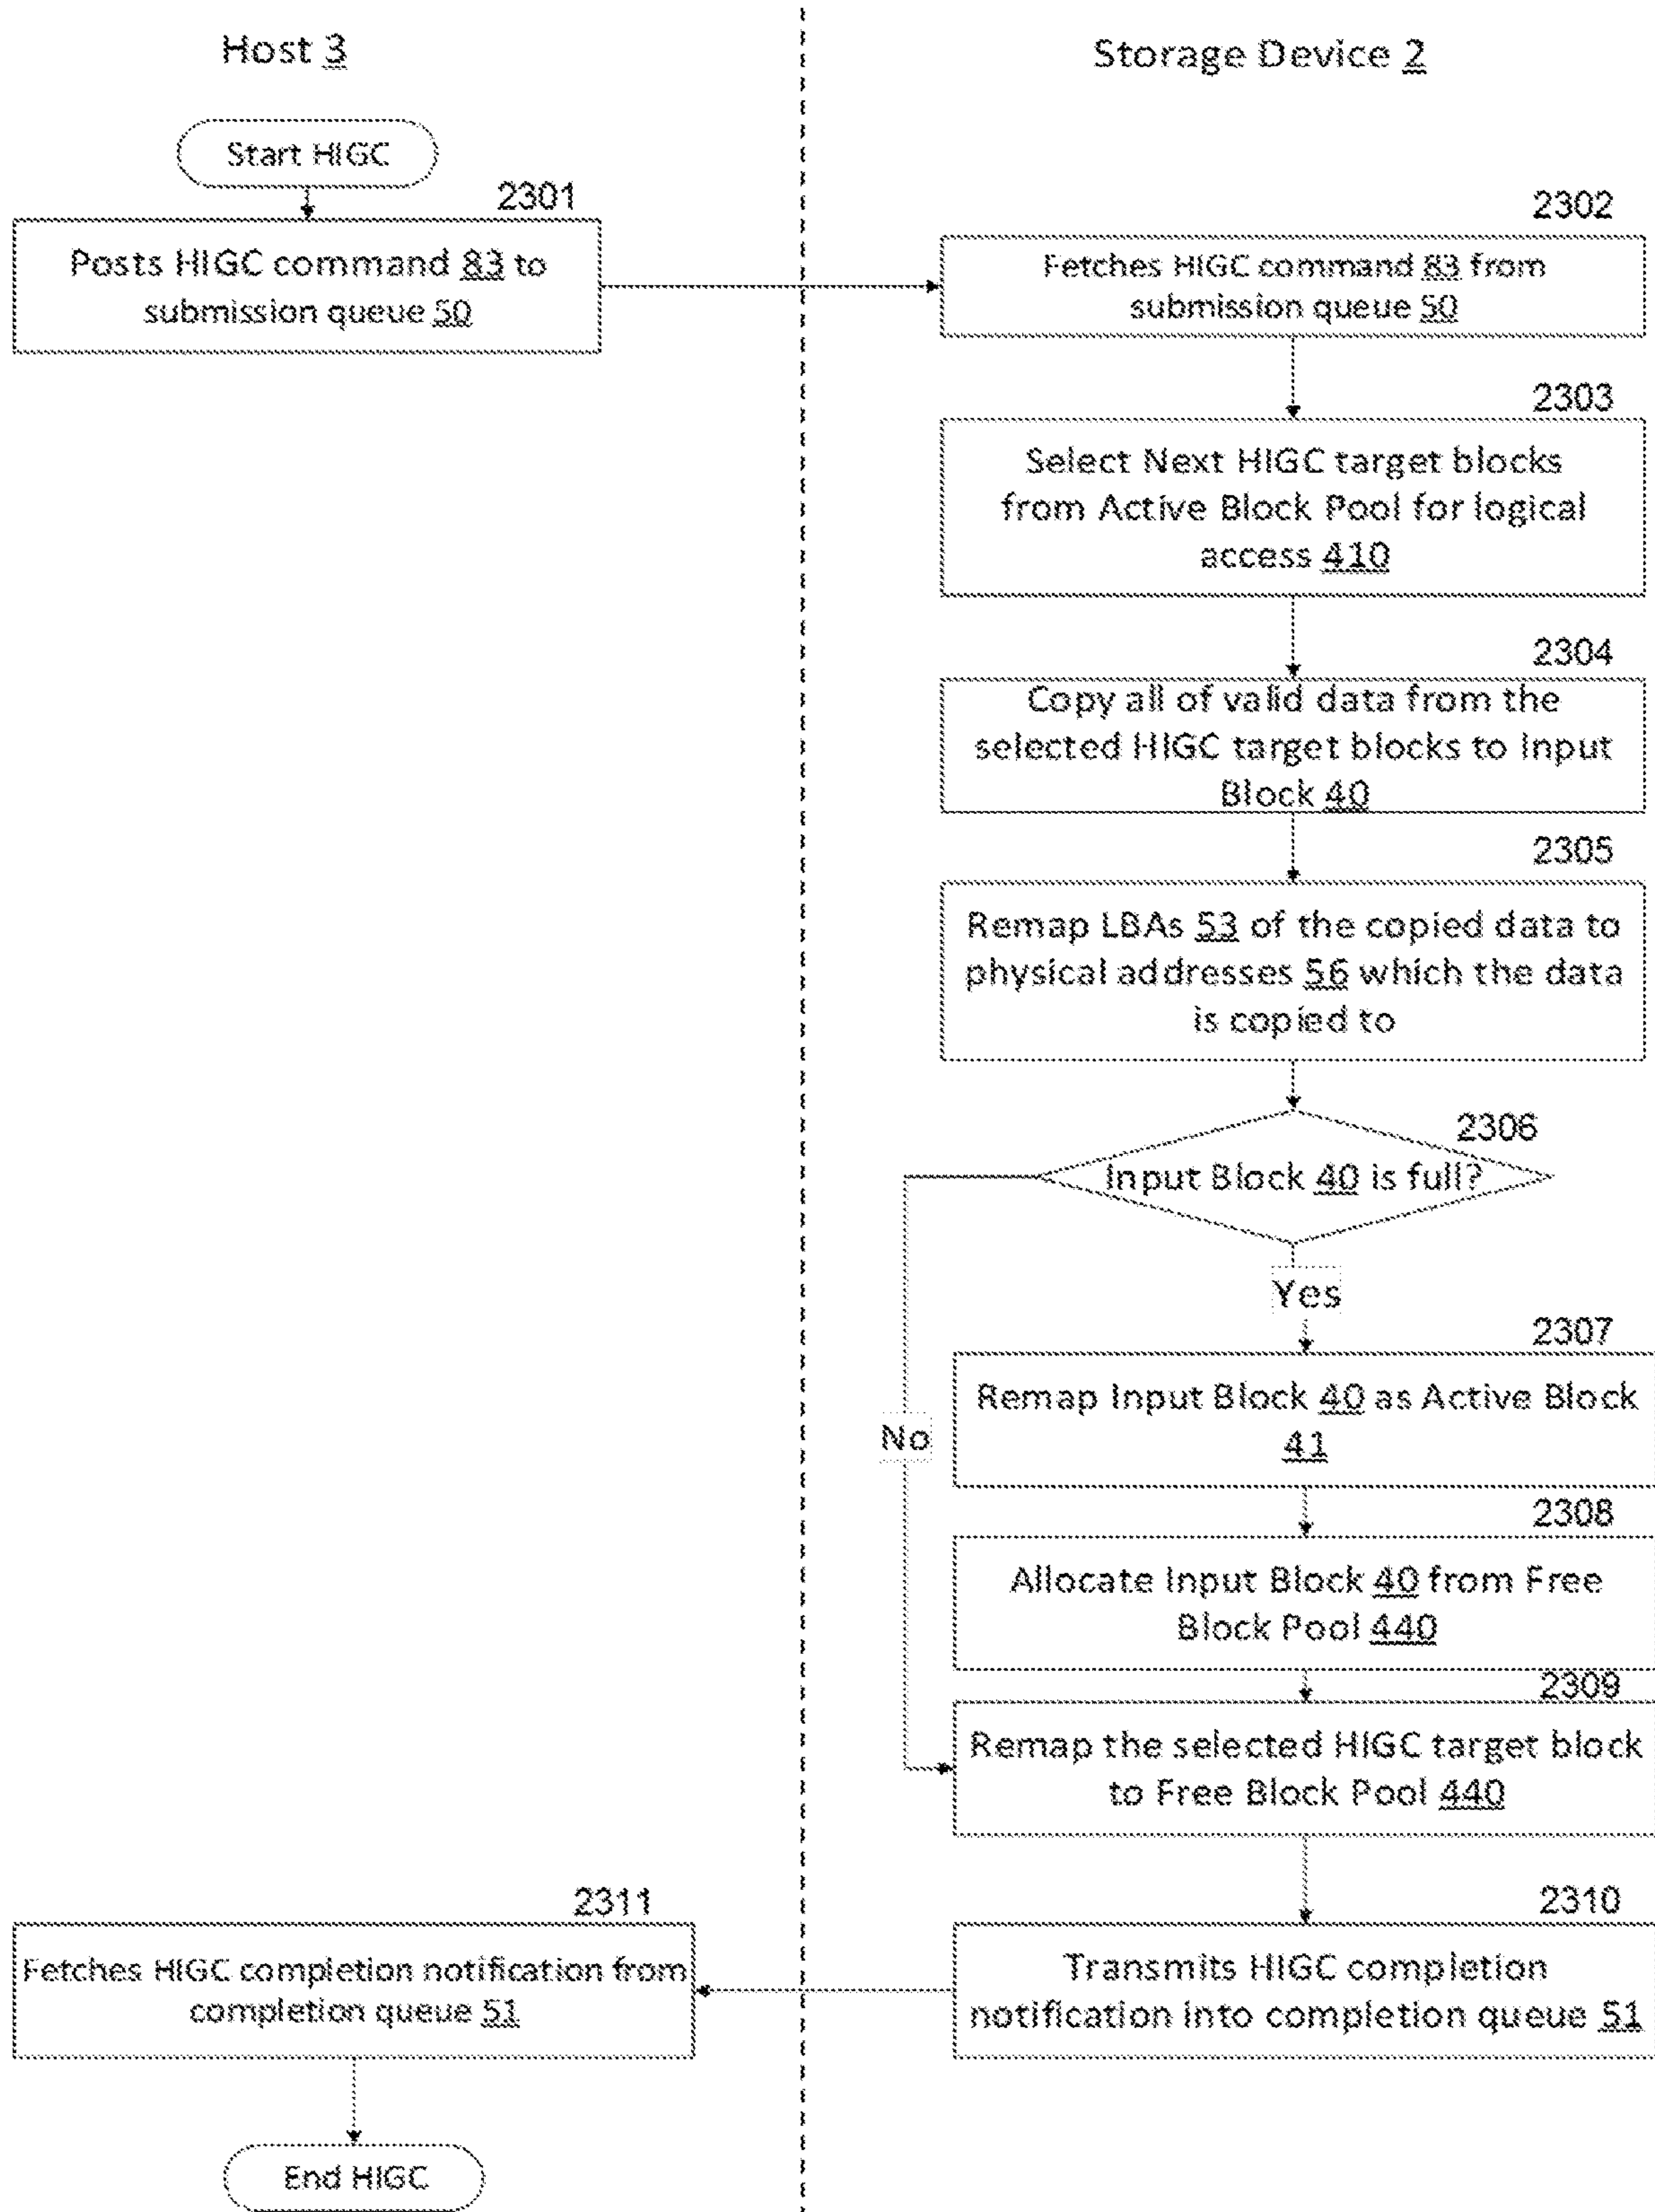 Host 3
Storage Device 2
Start HIGC
2301
Posts HIGC command 83 to
submission queue 50
2302
Fetches HIGC command 83 from
submission queue 50
2303
Select Next HIGC target blocks
from Active Block Pool for logical
access 410
2304
Copy all of valid data from the
selected HIGC target blocks to Input
Block 40
2305
Remap LBAs 53 of the copied data to
physical addresses 56 which the data
is copied to
2306
Input Block 40 is full?
Yes
No
2307
Remap Input Block 40 as Active Block
41
2308
Allocate Input Block 40 from Free
Block Pool 440
2309
Remap the selected HIGC target block
to Free Block Pool 440
2310
Transmits HIGC completion
notification into completion queue 51
2311
Fetches HIGC completion notification from
completion queue 51
End HIGC